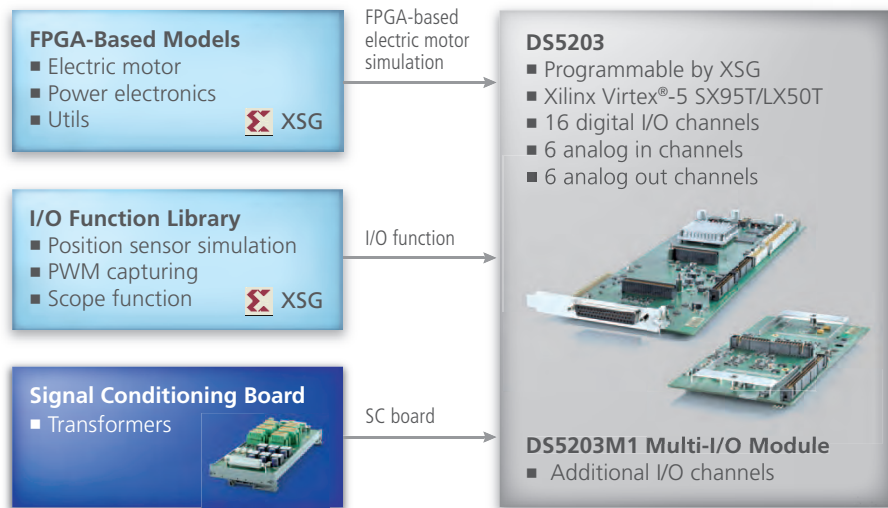 FPGA-Based Models
■ Electric motor
■ Power electronics
■ Utils
XSG
FPGA-based
electric motor
simulation
I/O Function Library
■ Position sensor simulation
■ PWM capturing
■ Scope function
XSG
I/O function
Signal Conditioning Board
■ Transformers
SC board
DS5203
■ Programmable by XSG
■ Xilinx Virtex®-5 SX95T/LX50T
■ 16 digital I/O channels
■ 6 analog in channels
■ 6 analog out channels
DS5203M1 Multi-I/O Module
■ Additional I/O channels